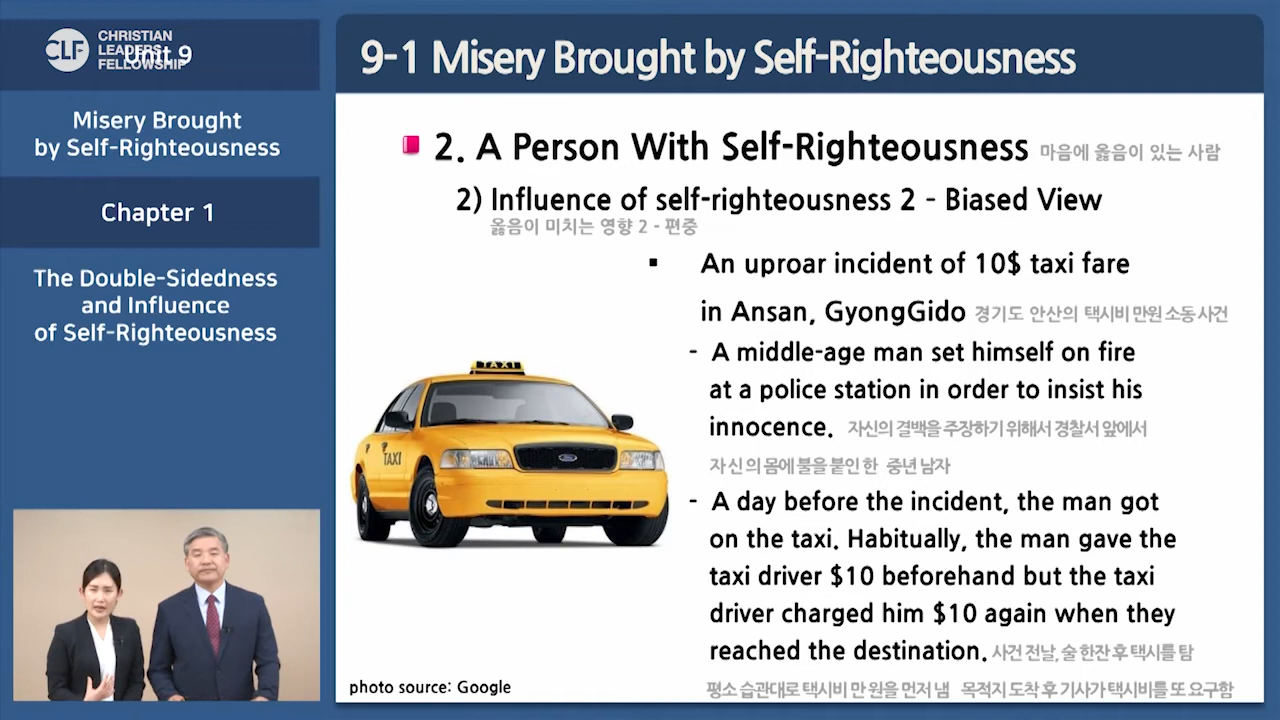 CLF
CHRISTIAN
LEADERS
FELLOWSHIP
Unit 9
Misery Brought
by Self-Righteousness
Chapter 1
The Double-Sidedness
and Influence
of Self-Righteousness
9-1 Misery Brought by Self-Righteousness
2. A Person With Self-Righteousness 마음에 옳음이 있는 사람
2) Influence of self-righteousness 2 - Biased View
옳음이 미치는 영향 2 - 편중
▪ An uproar incident of 10$ taxi fare
in Ansan, GyongGido 경기도 안산의 택시비 만원 소동 사건
- A middle-age man set himself on fire
at a police station in order to insist his
innocence. 자신의 결백을 주장하기 위해서 경찰서 앞에서
자신의 몸에 불을 붙인 한 중년 남자
- A day before the incident, the man got
on the taxi. Habitually, the man gave the
taxi driver $10 beforehand but the taxi
driver charged him $10 again when they
reached the destination. 사건 전날, 술 한잔 후 택시를 탐
평소 습관대로 택시비 만 원을 먼저 냄 목적지 도착 후 기사가 택시비를 또 요구함
TAXI
TAXI
photo source: Google